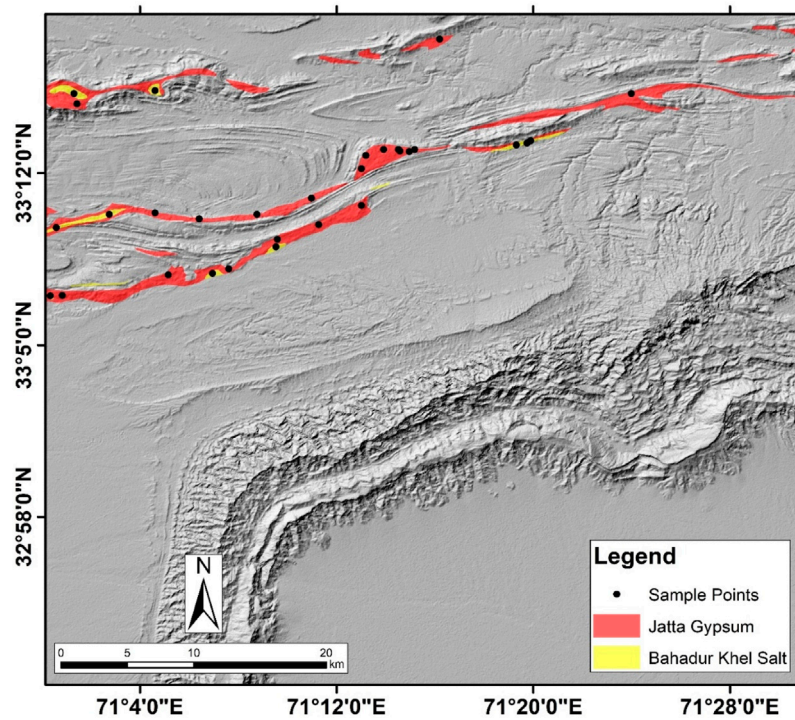 33°12'0"N
33°5'0"N
32°58'0"N
N
0 5 10 20
km
Legend
Sample Points
Jatta Gypsum
Bahadur Khel Salt
71°4'0"E 71°12'0"E 71°20'0"E 71°28'0"E